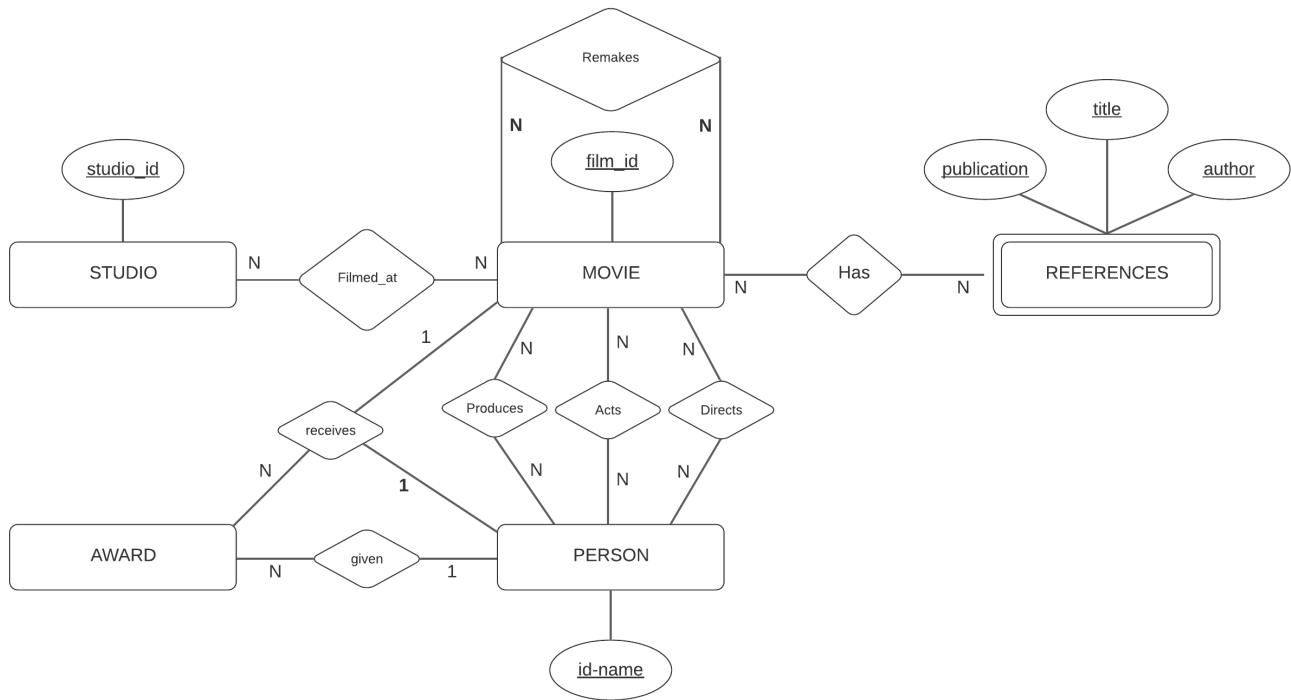 Remakes
N
N
title
studio_id
film_id
publication
author
STUDIO
N
Filmed_at
N
MOVIE
N
Has
N
REFERENCES
1
N
N
N
Produces
Acts
Directs
receives
N
1
N
N
N
AWARD
N
given
1
PERSON
id-name